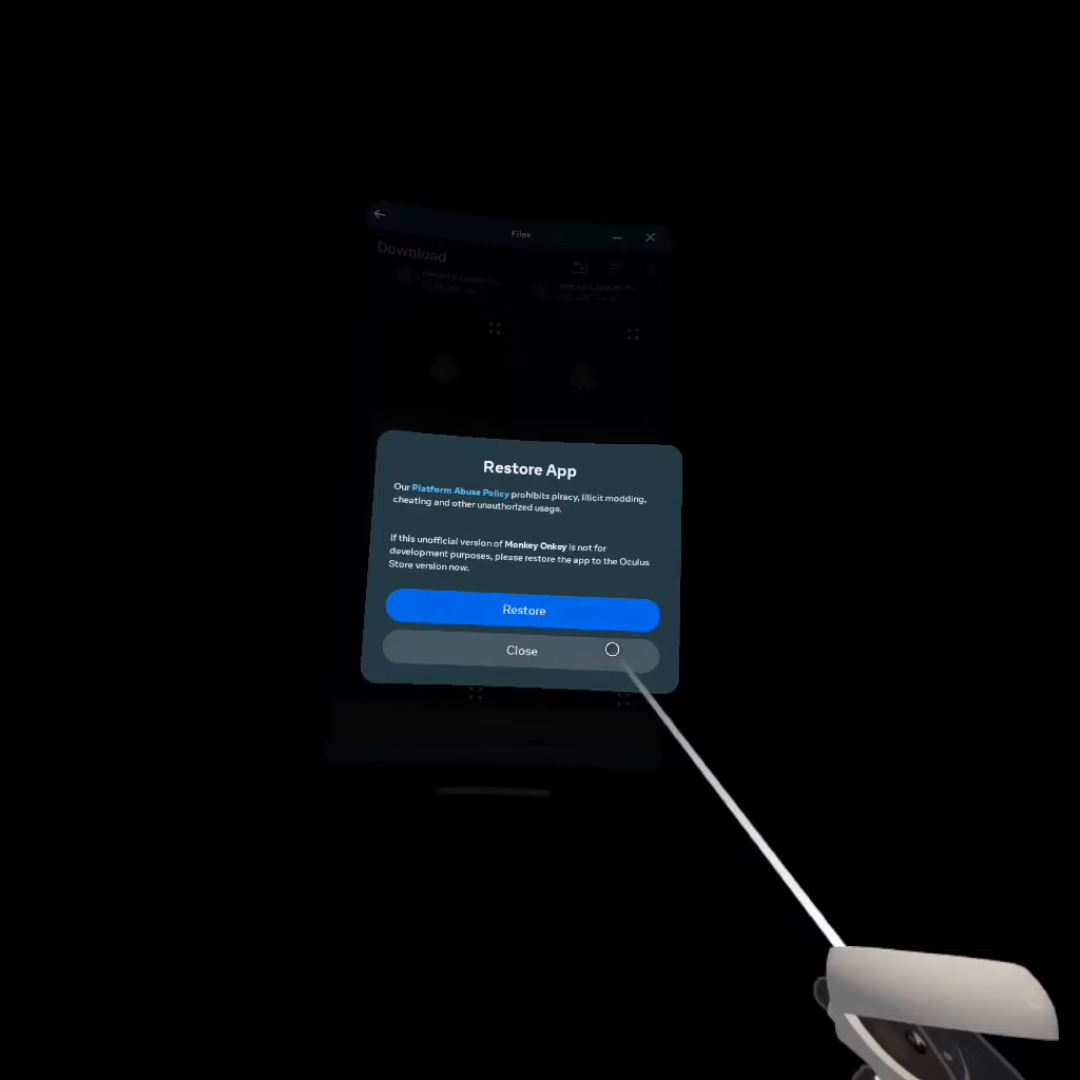 Files
Download
Restore App
Our Platform Abuse Policy prohibits piracy, illicit modding,
cheating and other unauthorized usage.
If this unofficial version of Monkey Onkey is not for
development purposes, please restore the app to the Oculus
Store version now.
Restore
Close